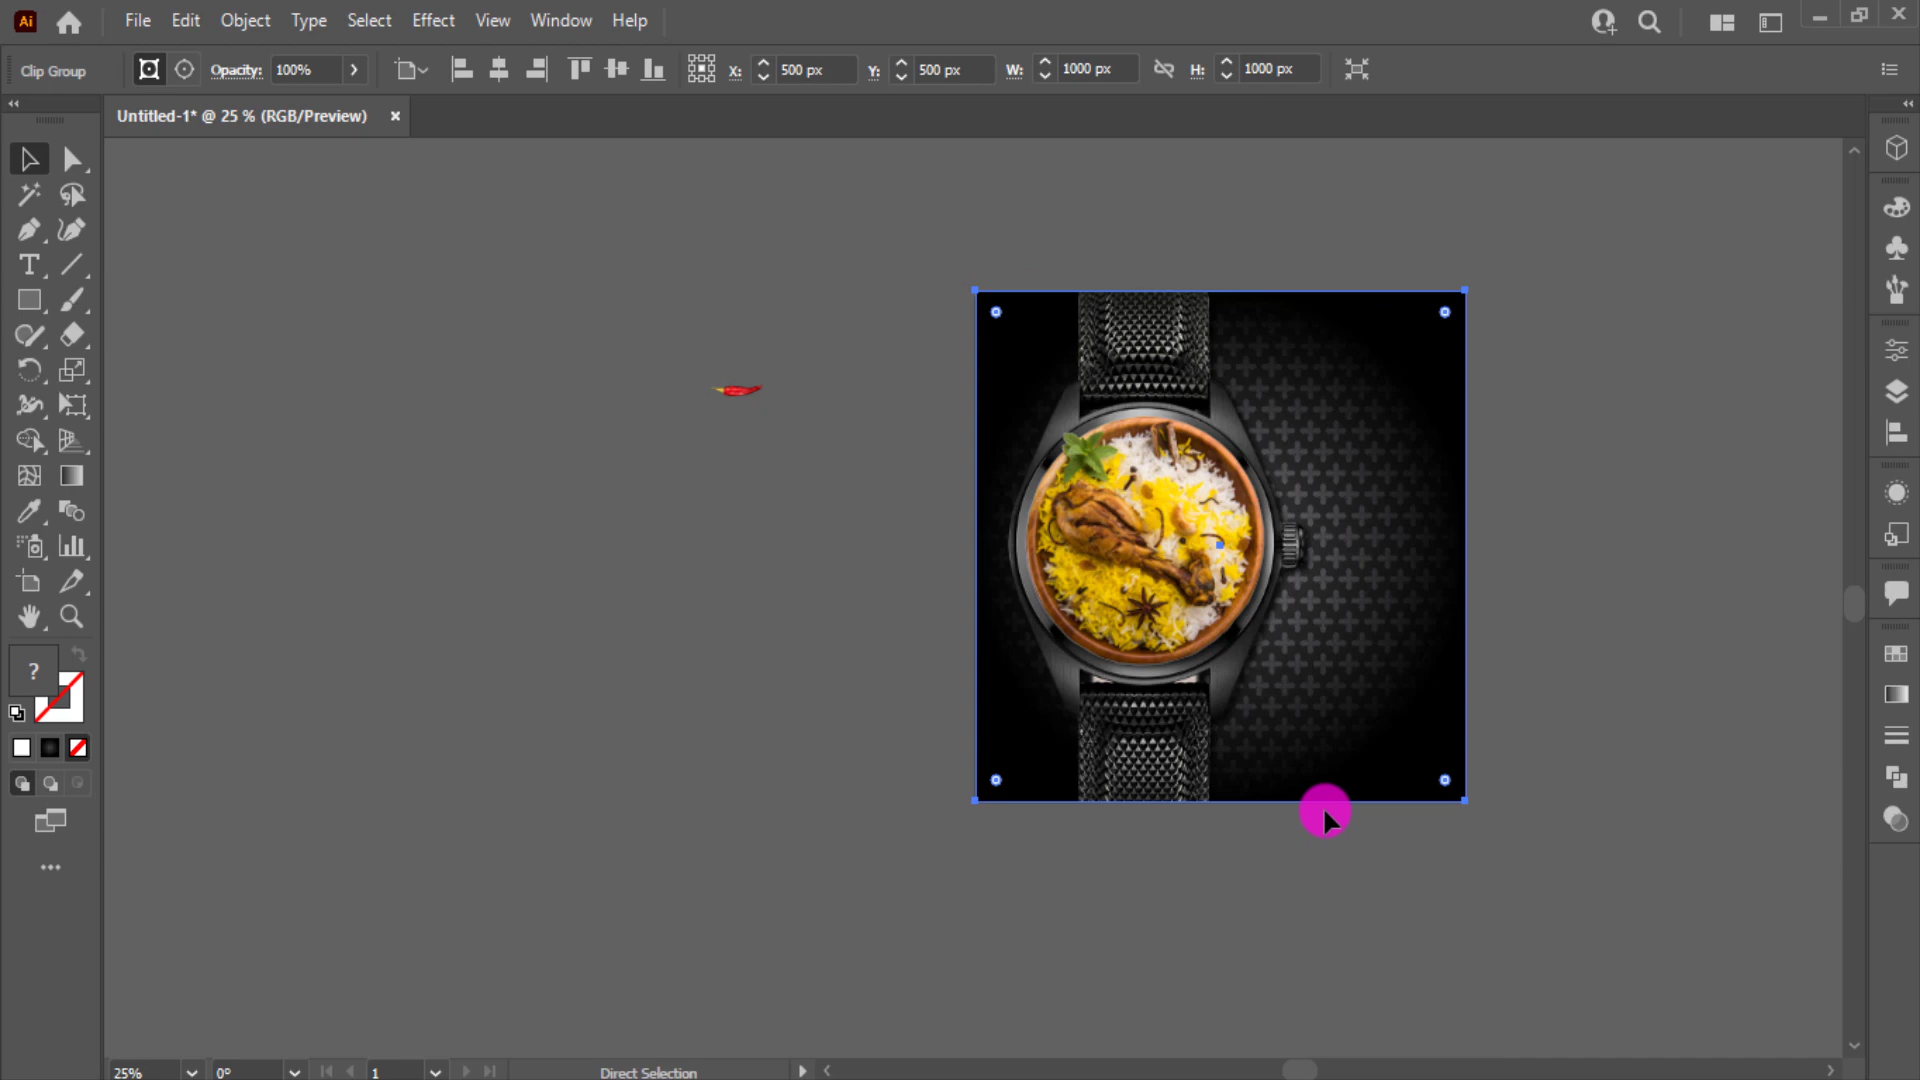 Ai File Edit Object Type Select Effect View Window Help
Clip Group Opacity: 100% X: 500 px Y: 500 px W: 1000 px H: 1000 px
Untitled-1* @ 25 % (RGB/Preview) ×
T
?
25% 0° 1 Direct Selection